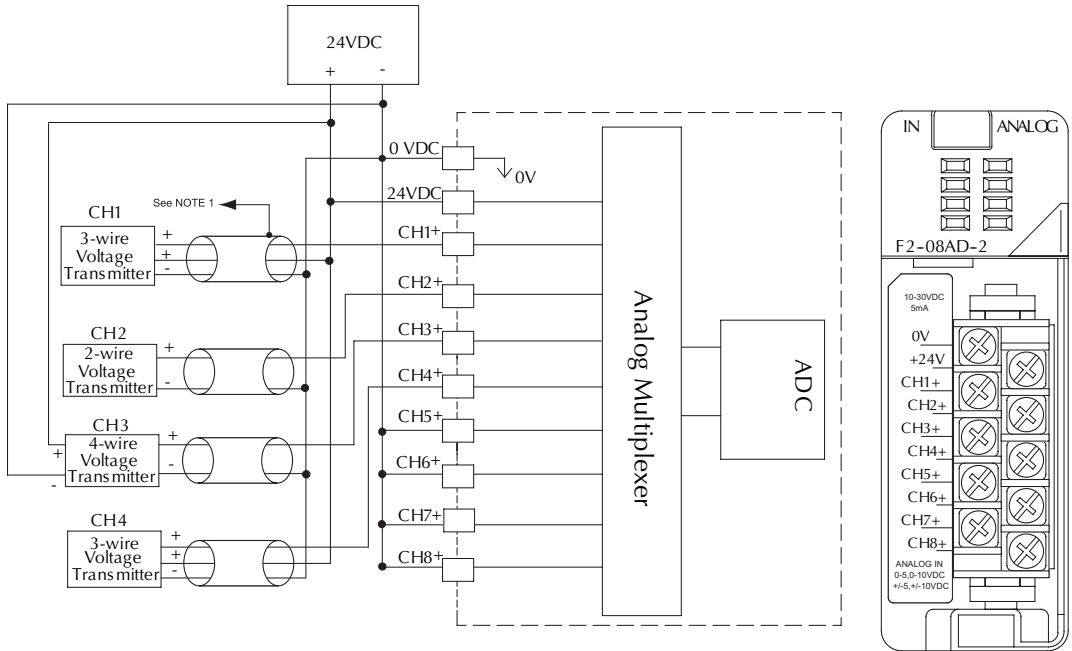 24VDC
+ -
0 VDC
0V
24VDC
See NOTE 1
CH1
3-wire
Voltage
Transmitter
+
+
-
CH1+
CH2
2-wire
Voltage
Transmitter
+
-
CH2+
CH3
4-wire
Voltage
Transmitter
+
-
+
-
CH3+
CH4
3-wire
Voltage
Transmitter
+
+
-
CH4+
CH5+
CH6+
CH7+
CH8+
Analog Multiplexer
ADC
IN ANALOG
F2-08AD-2
10-30VDC
5mA
0V
+24V
CH1+
CH2+
CH3+
CH4+
CH5+
CH6+
CH7+
CH8+
ANALOG IN
0-5,0-10VDC
+/-5,+/-10VDC